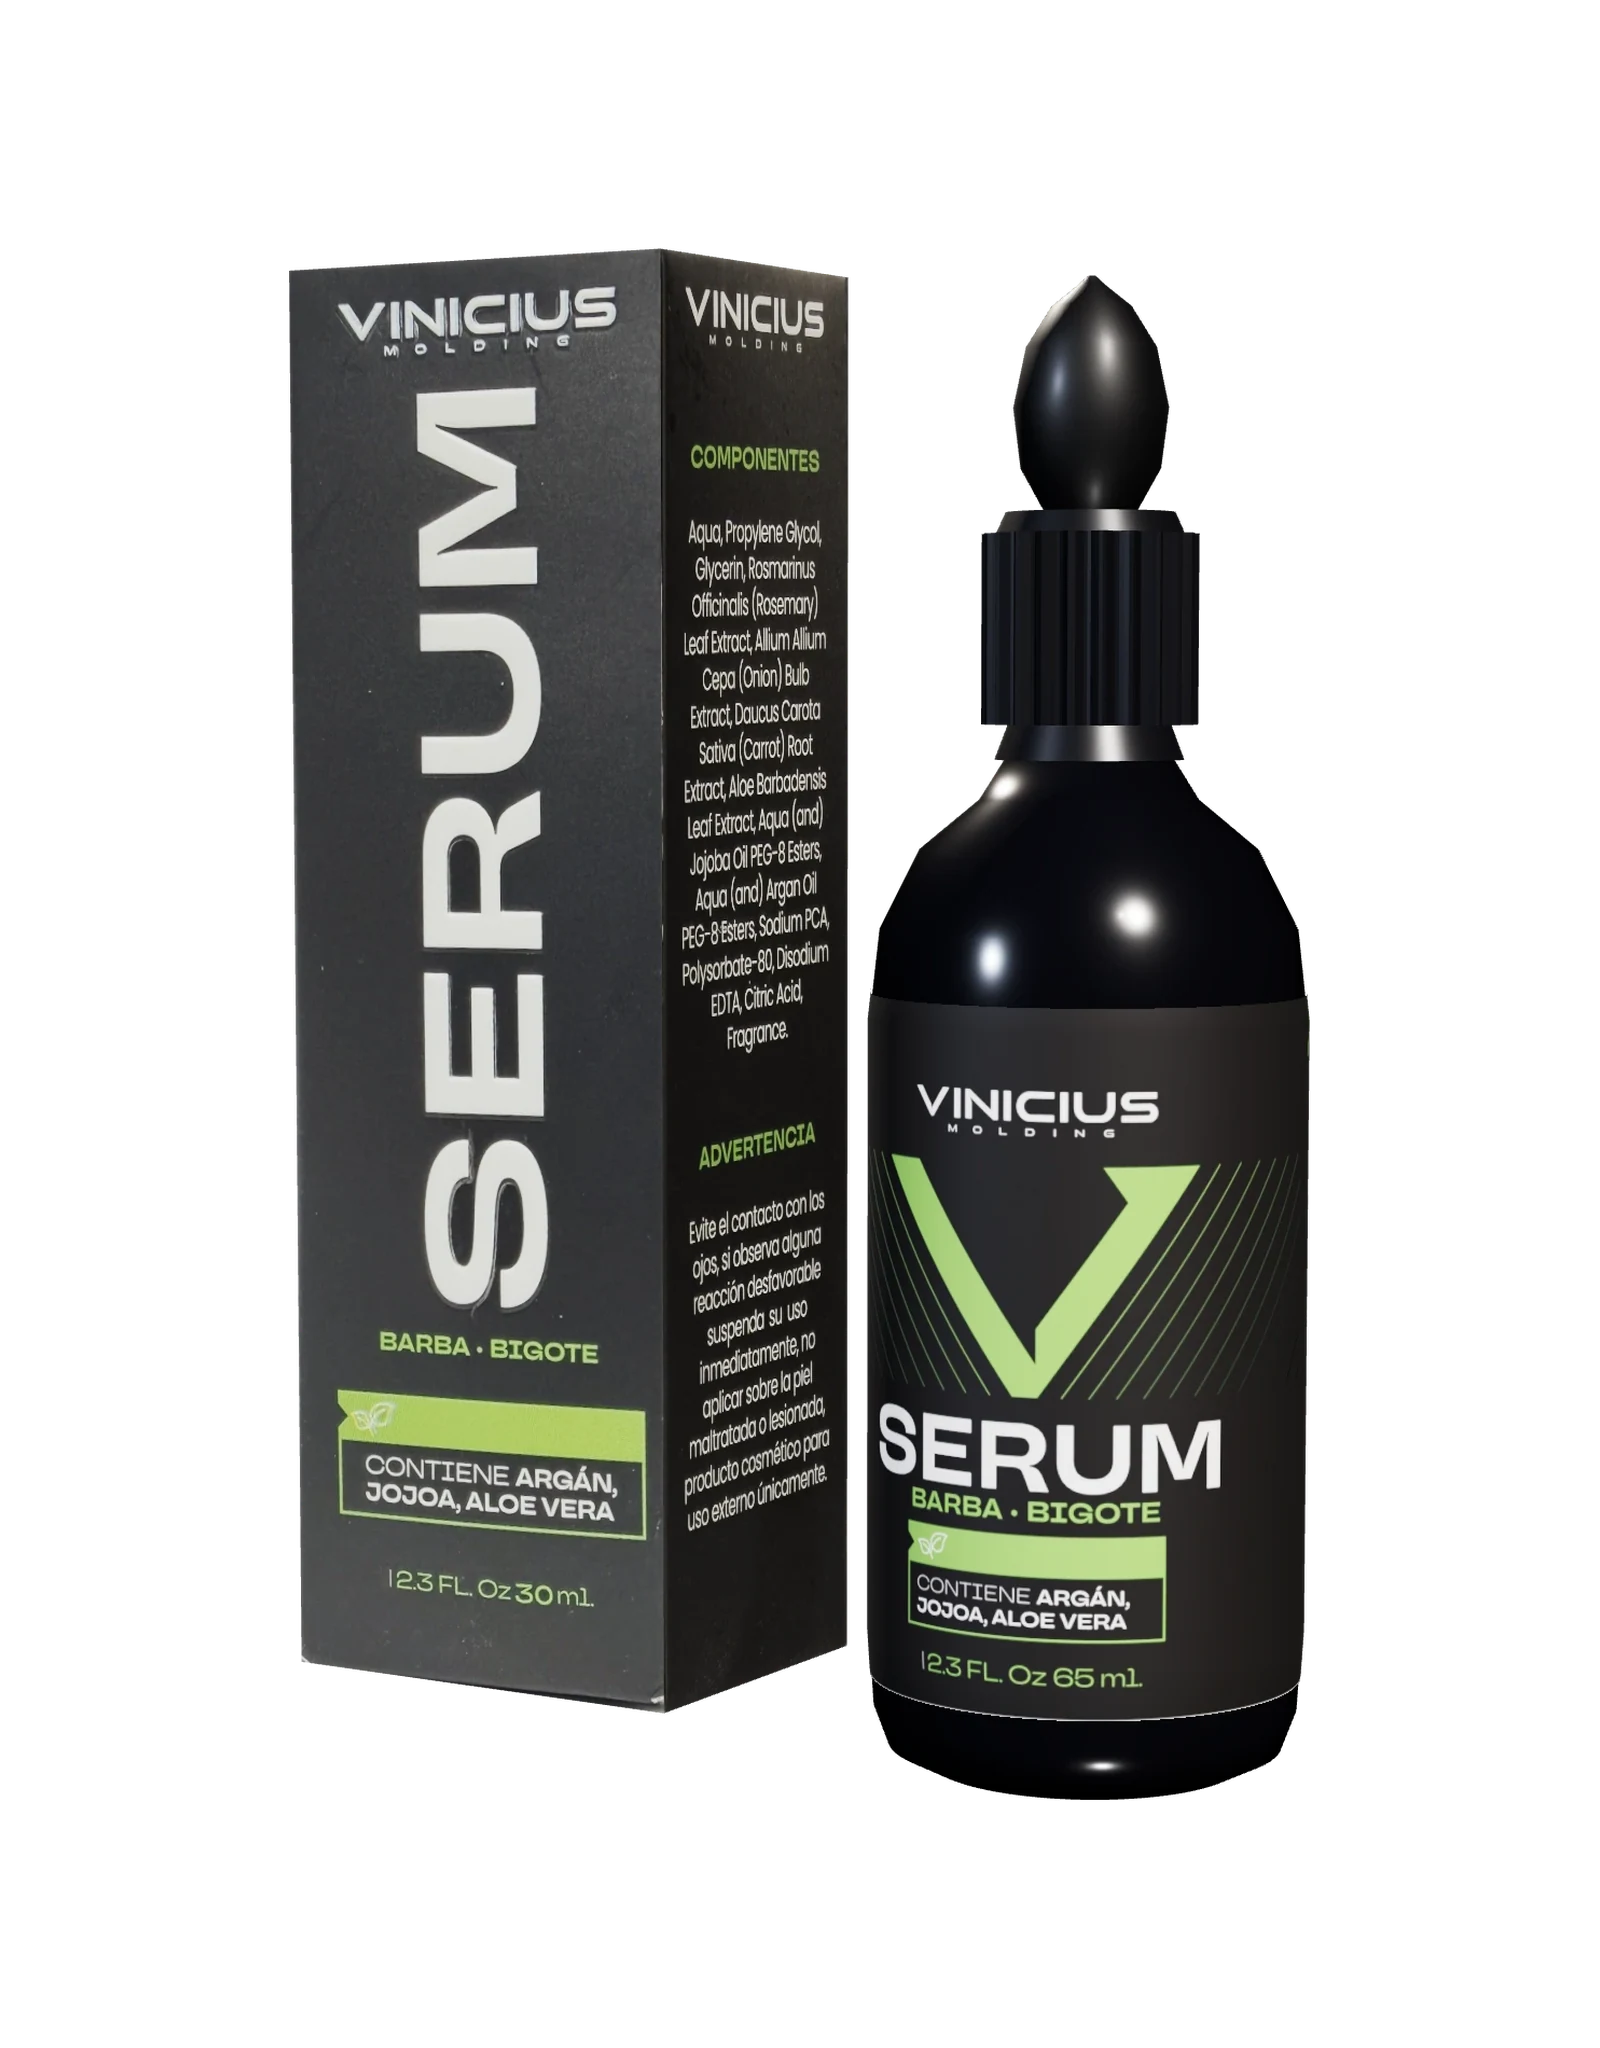 VINICIUS
MOLDING
SERUM
BARBA • BIGOTE
CONTIENE ARGÁN,
JOJOA, ALOE VERA
|2.3 FL. Oz 30 ml.
VINICIUS
MOLDING
COMPONENTES
Aqua, Propylene Glycol,
Glycerin, Rosmarinus
Officinalis (Rosemary)
Leaf Extract, Allium Allium
Cepa (Onion) Bulb
Extract, Daucus Carota
Sativa (Carrot) Root
Extract, Aloe Barbadensis
Leaf Extract, Aqua (and)
Jojoba Oil PEG-8 Esters,
Aqua (and) Argan Oil
PEG-8 Esters, Sodium PCA,
Polysorbate-80, Disodium
EDTA, Citric Acid,
Fragrance.
ADVERTENCIA
Evite el contacto con los
ojos, si observa alguna
reacción desfavorable
suspenda su uso
inmediatamente, no
aplicar sobre la piel
maltratada o lesionada,
producto cosmético para
uso externo únicamente.
VINICIUS
MOLDING
V
SERUM
BARBA • BIGOTE
CONTIENE ARGÁN,
JOJOA, ALOE VERA
|2.3 FL. Oz 65 ml.